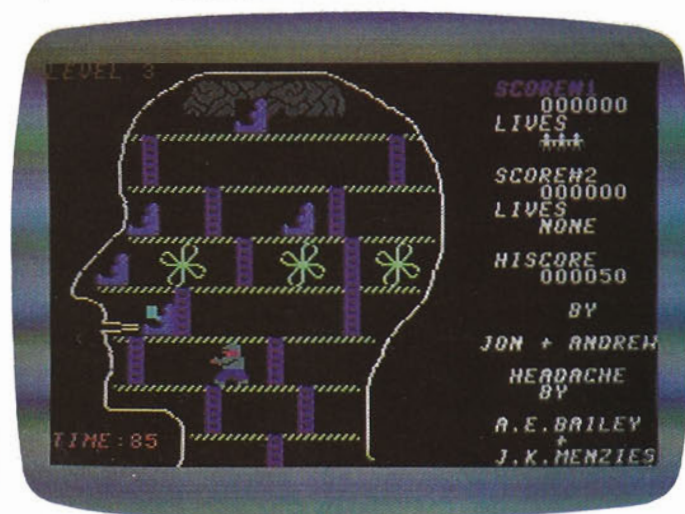 LEVEL 3
SCORE#1
000000
LIVES
SCORE#2
000000
LIVES
NONE
HISCORE
000050
BY
JON + ANDREW
HEADACHE
BY
A.E.BAILEY
+
J.K.MENZIES
TIME:85